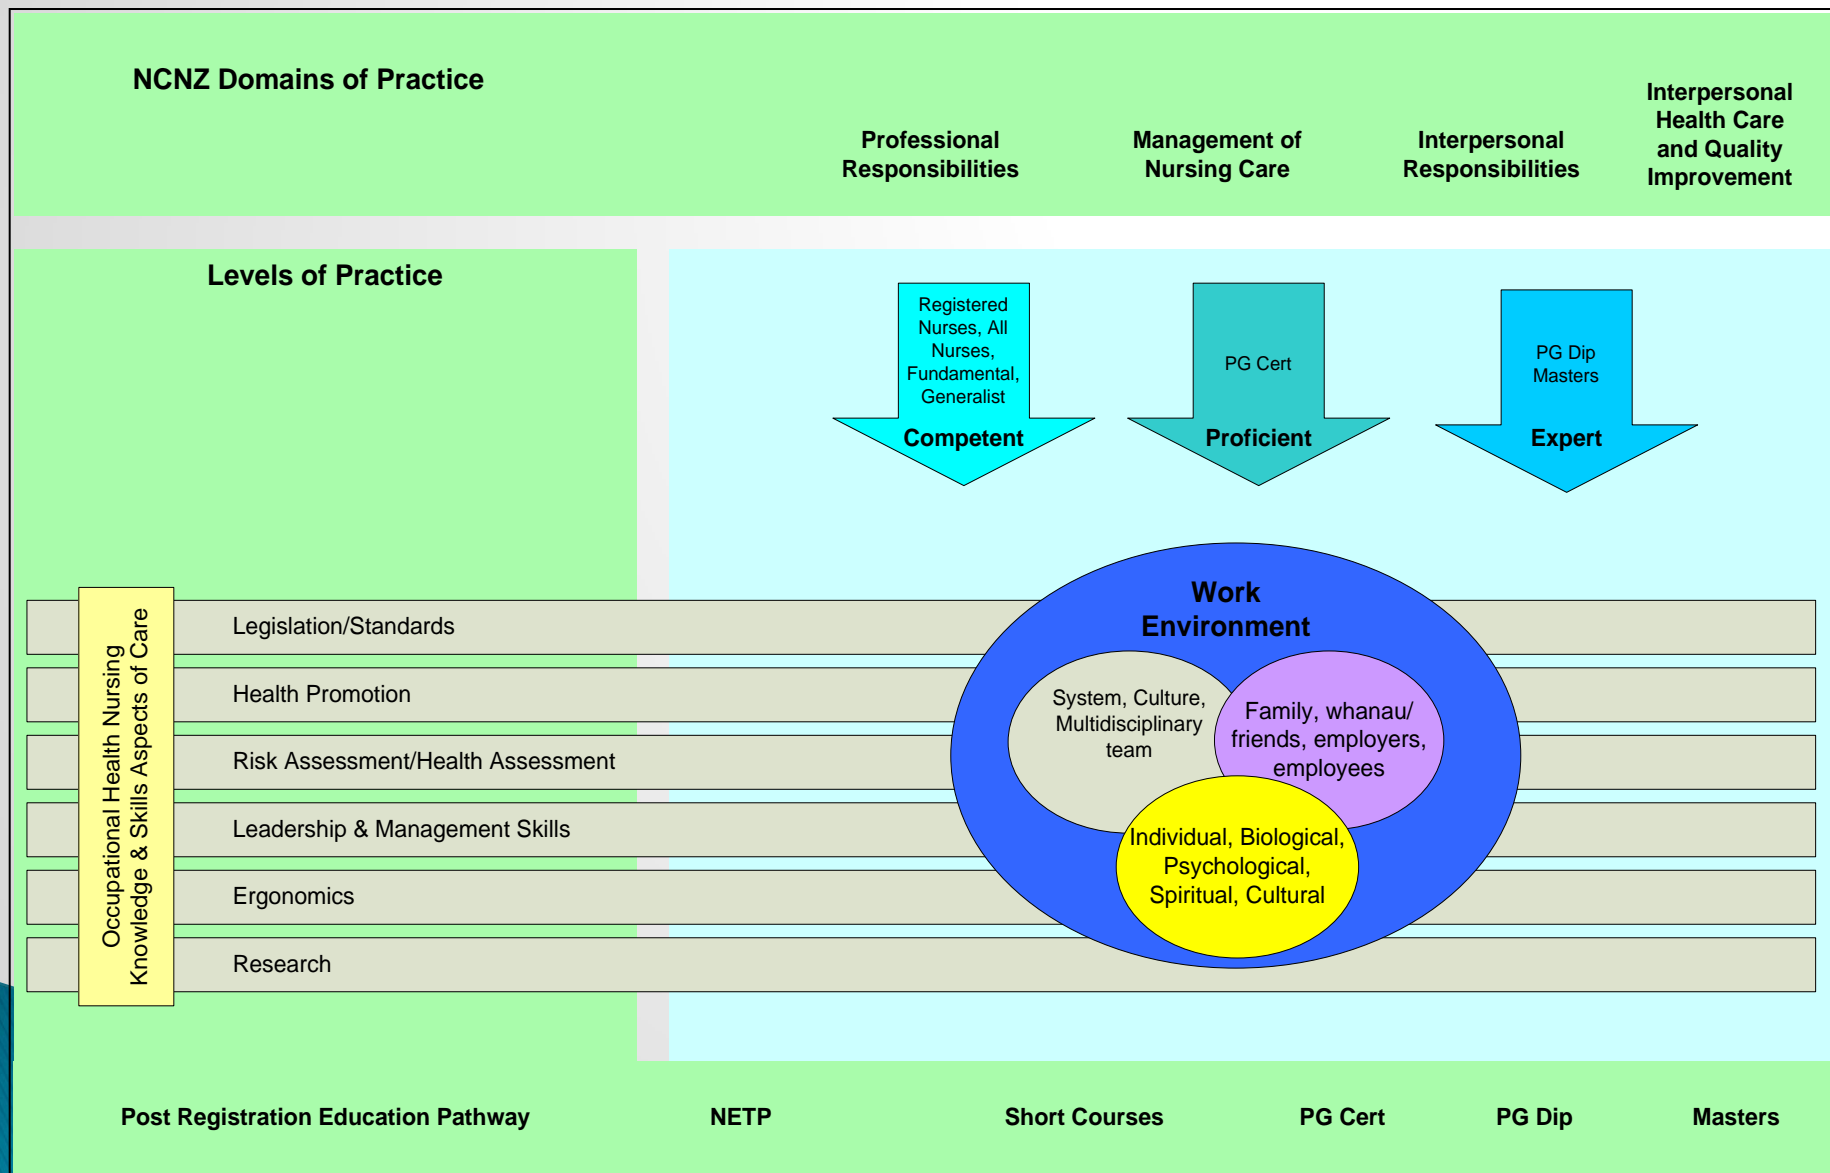 NCNZ Domains of Practice
Professional
Responsibilities
Management of
Nursing Care
Interpersonal
Responsibilities
Interpersonal
Health Care
and Quality
Improvement
Levels of Practice
Registered
Nurses, All
Nurses,
Fundamental,
Generalist
Competent
PG Cert
Proficient
PG Dip
Masters
Expert
Occupational Health Nursing
Knowledge & Skills Aspects of Care
Legislation/Standards
Health Promotion
Risk Assessment/Health Assessment
Leadership & Management Skills
Ergonomics
Research
Work
Environment
System, Culture,
Multidisciplinary
team
Family, whanau/
friends, employers,
employees
Individual, Biological,
Psychological,
Spiritual, Cultural
Post Registration Education Pathway
NETP
Short Courses
PG Cert
PG Dip
Masters